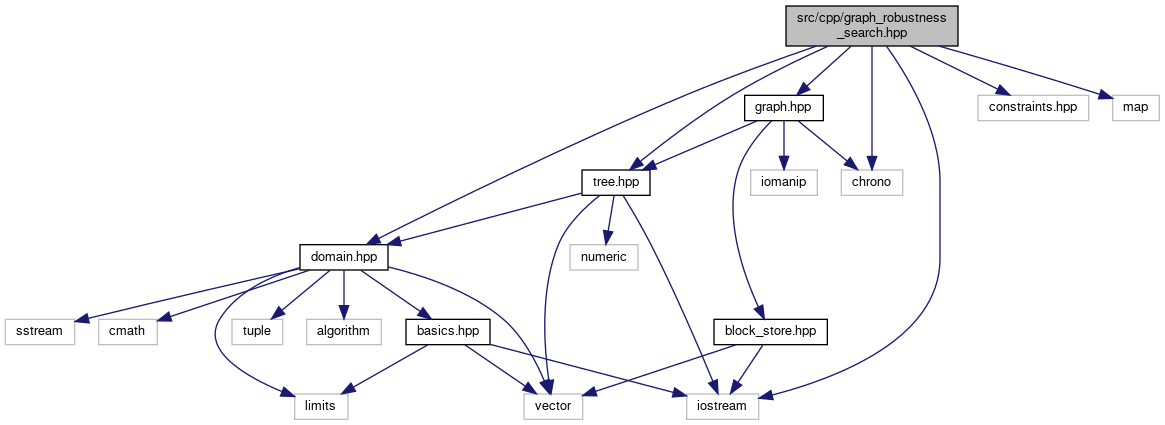 src/cpp/graph_robustness
_search.hpp
graph.hpp
constraints.hpp
map
tree.hpp
iomanip
chrono
domain.hpp
numeric
sstream
cmath
tuple
algorithm
basics.hpp
block_store.hpp
limits
vector
iostream